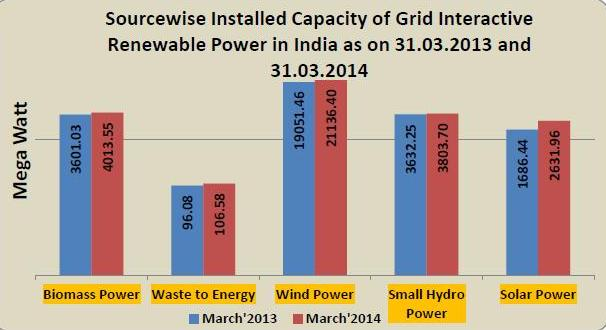 Sourcewise Installed Capacity of Grid Interactive
Renewable Power in India as on 31.03.2013 and
31.03.2014
Mega Watt
3601.03
4013.55
96.08
106.58
19051.46
21136.40
3632.25
3803.70
1686.44
2631.96
Biomass Power
Waste to Energy
Wind Power
Small Hydro
Power
Solar Power
March'2013
March'2014